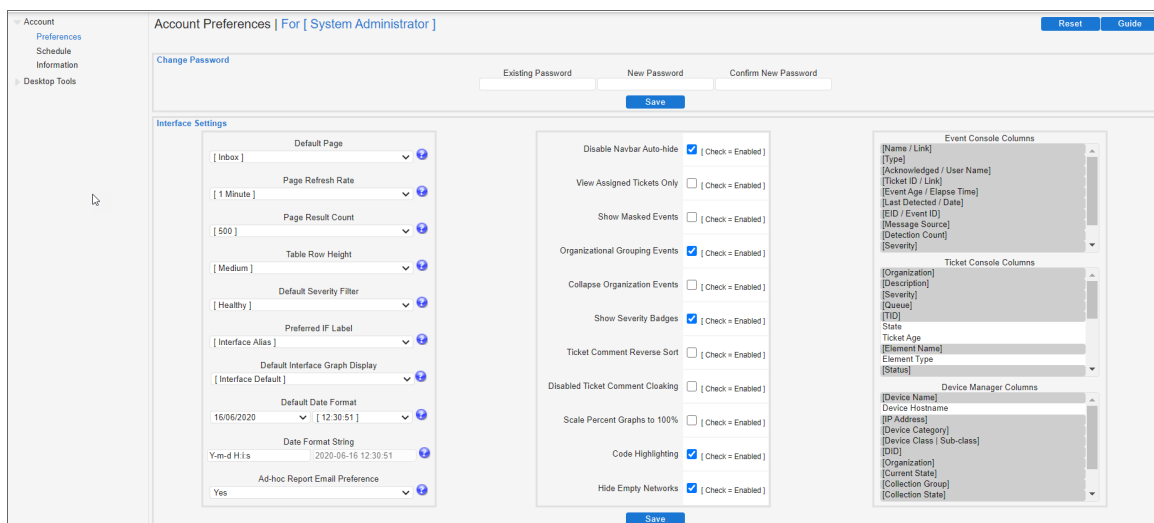 Account
Preferences
Schedule
Information
Desktop Tools
Account Preferences | For [ System Administrator ]
Reset
Guide
Change Password
Existing Password
New Password
Confirm New Password
Save
Interface Settings
Default Page
[ Inbox ]
Page Refresh Rate
[ 1 Minute ]
Page Result Count
[ 500 ]
Table Row Height
[ Medium ]
Default Severity Filter
[ Healthy ]
Preferred IF Label
[ Interface Alias ]
Default Interface Graph Display
[ Interface Default ]
Default Date Format
16/06/2020 [ 12:30:51 ]
Date Format String
Y-m-d H:i:s 2020-06-16 12:30:51
Ad-hoc Report Email Preference
Yes
Disable Navbar Auto-hide [ Check = Enabled ]
View Assigned Tickets Only [ Check = Enabled ]
Show Masked Events [ Check = Enabled ]
Organizational Grouping Events [ Check = Enabled ]
Collapse Organization Events [ Check = Enabled ]
Show Severity Badges [ Check = Enabled ]
Ticket Comment Reverse Sort [ Check = Enabled ]
Disabled Ticket Comment Cloaking [ Check = Enabled ]
Scale Percent Graphs to 100% [ Check = Enabled ]
Code Highlighting [ Check = Enabled ]
Hide Empty Networks [ Check = Enabled ]
Event Console Columns
[Name / Link]
[Type]
[Acknowledged / User Name]
[Ticket ID / Link]
[Event Age / Elapse Time]
[Last Detected / Date]
[EID / Event ID]
[Message Source]
[Detection Count]
[Severity]
Ticket Console Columns
[Organization]
[Description]
[Severity]
[Queue]
[TID]
State
Ticket Age
[Element Name]
Element Type
[Status]
Device Manager Columns
[Device Name]
Device Hostname
[IP Address]
[Device Category]
[Device Class | Sub-class]
[DID]
[Organization]
[Current State]
[Collection Group]
[Collection State]
Save